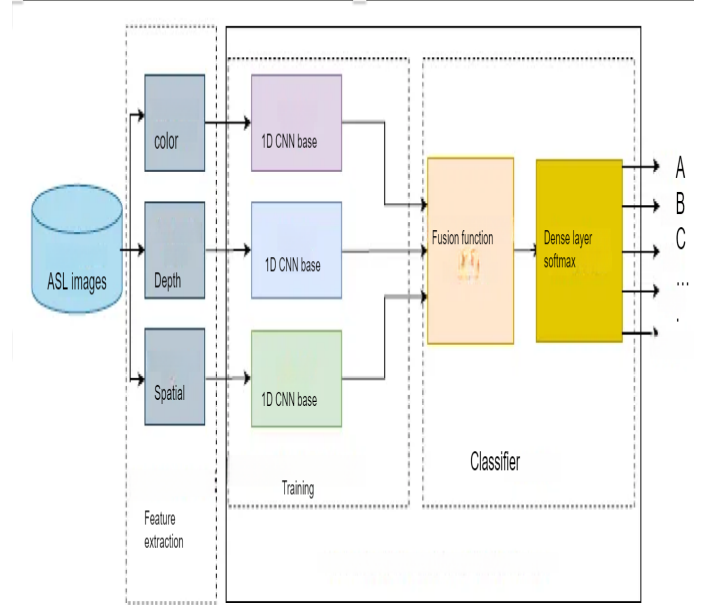 ASL images
color
Depth
Spatial
Feature
extraction
1D CNN base
1D CNN base
1D CNN base
Training
Fusion function
Dense layer
softmax
Classifier
A
B
C
...
.